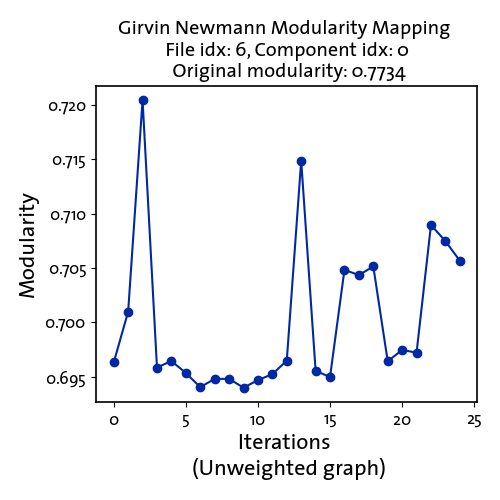 Girvin Newmann Modularity Mapping
File idx: 6, Component idx: 0
Original modularity: 0.7734
0.720
0.715
0.710
0.705
0.700
0.695
Modularity
0 5 10 15 20 25
Iterations
(Unweighted graph)